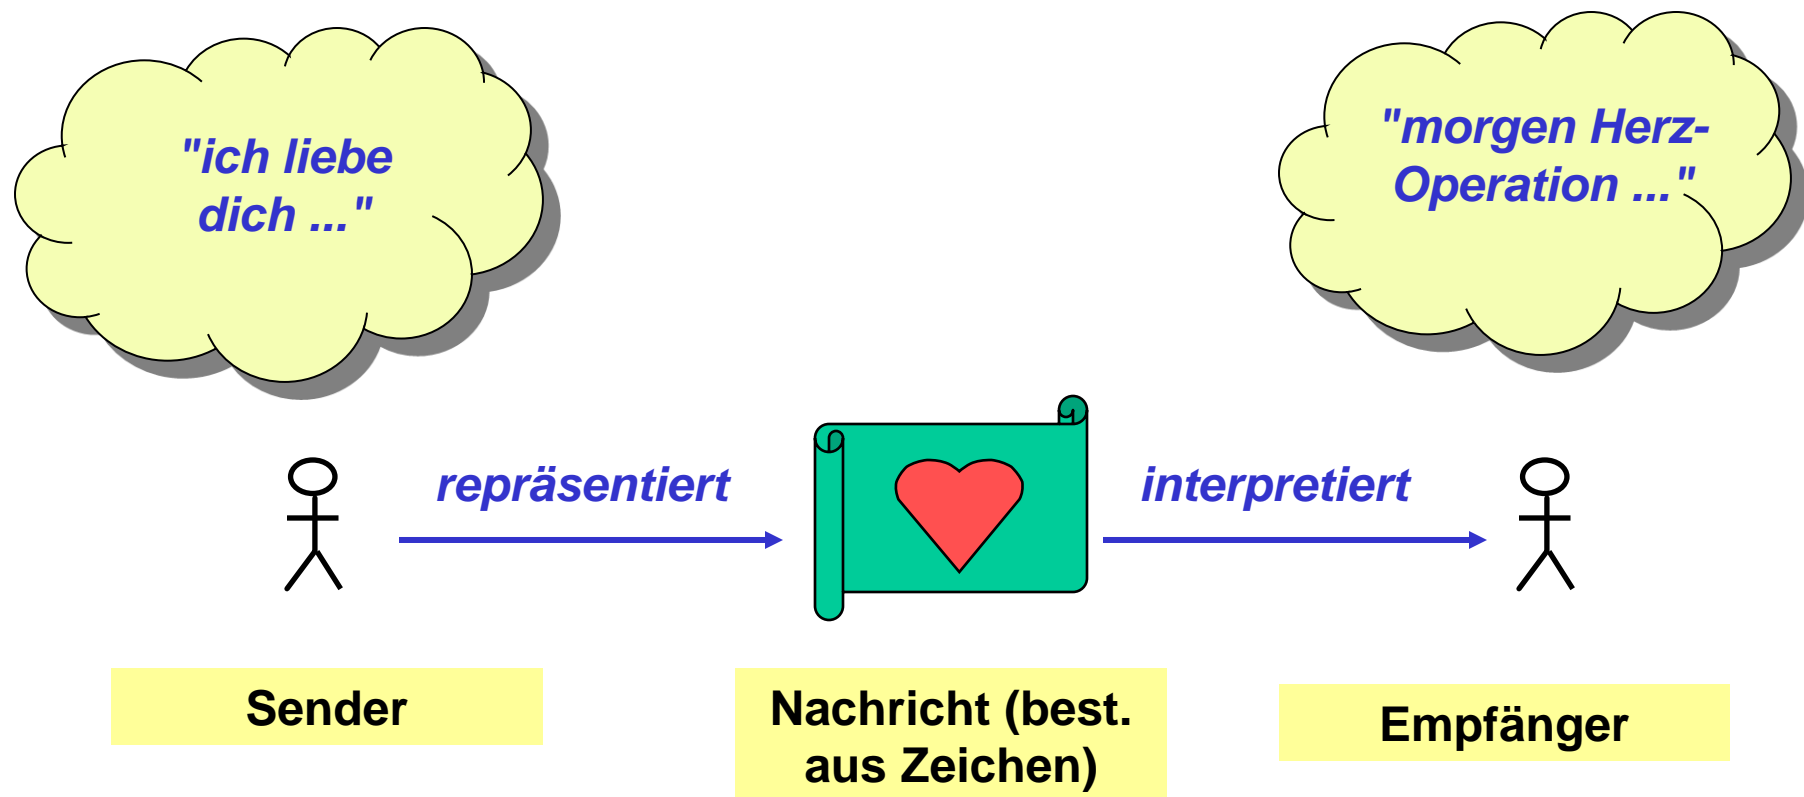 "ich liebe
dich ..."
"morgen Herz-
Operation ..."
repräsentiert
interpretiert
Sender
Nachricht (best.
aus Zeichen)
Empfänger